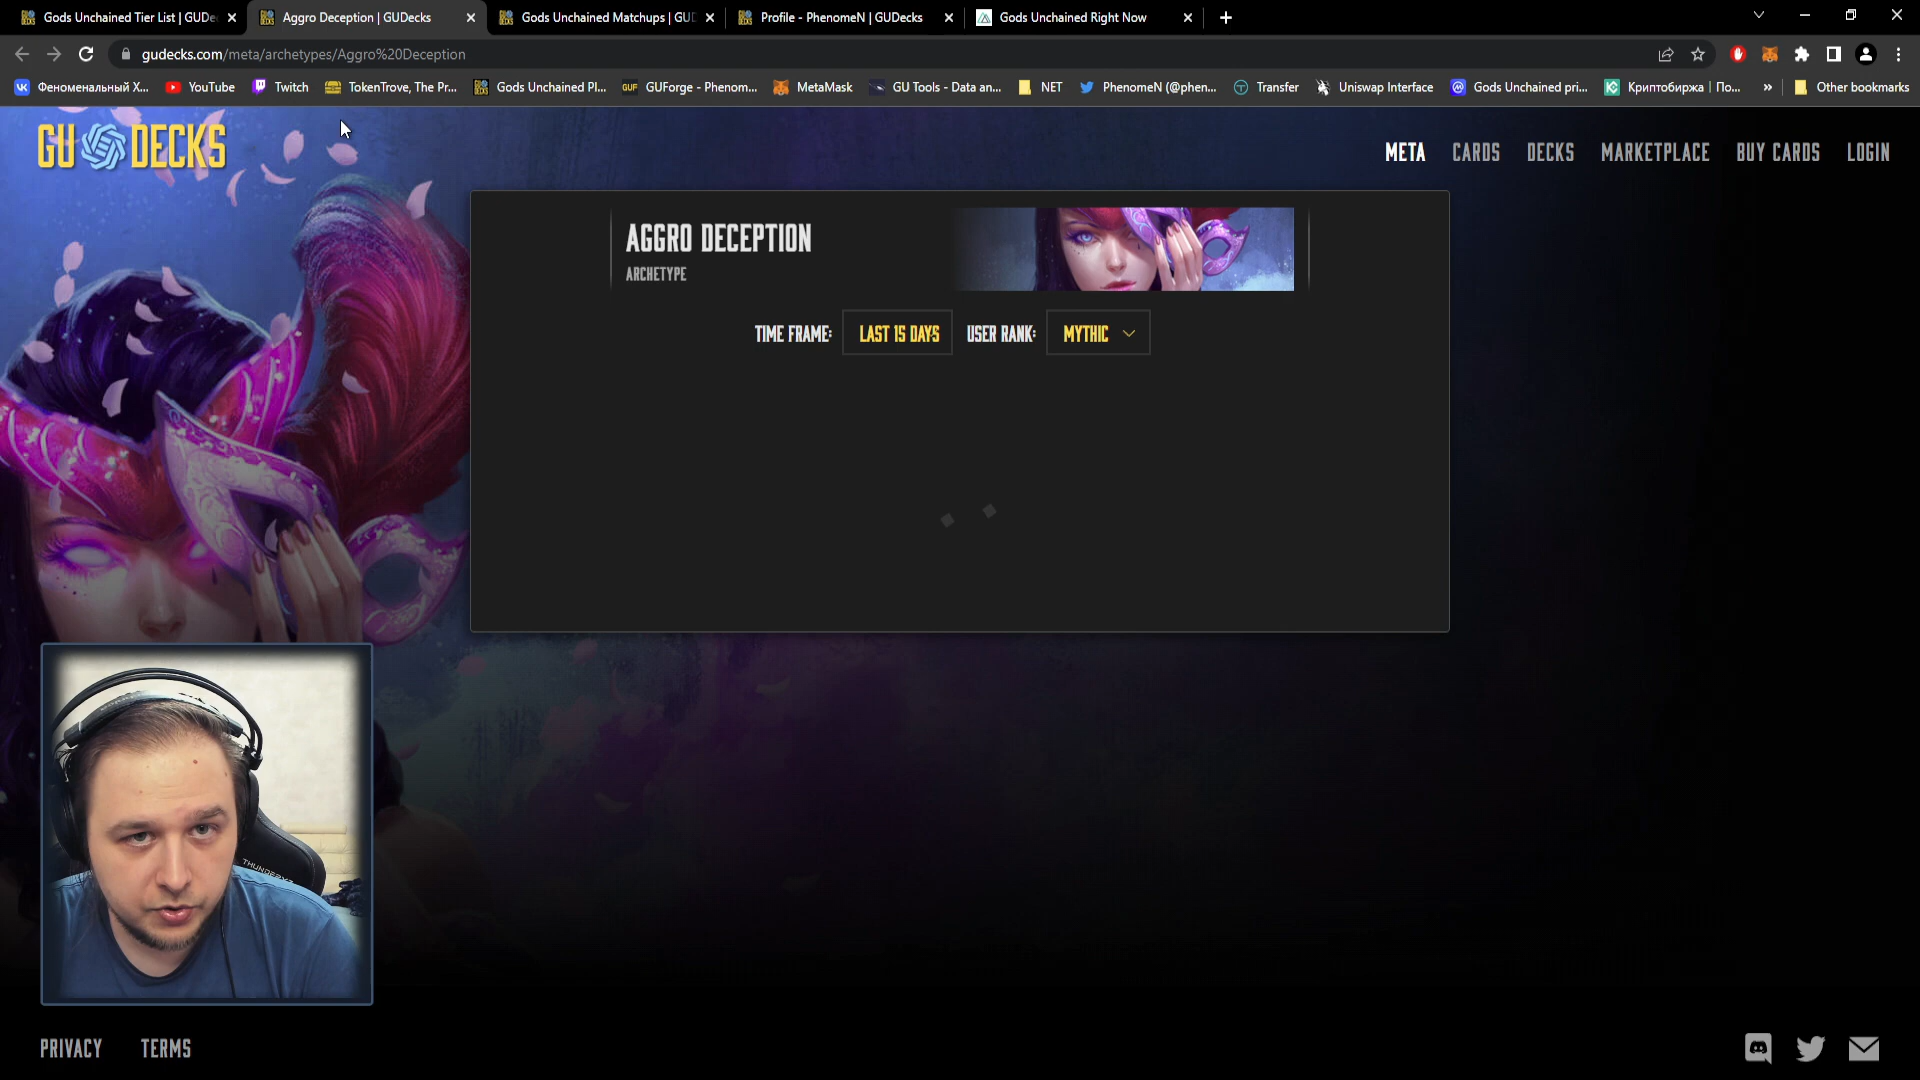 Gods Unchained Tier List | GUDe
Aggro Deception | GUDecks
Gods Unchained Matchups | GU
Profile - PhenomeN | GUDecks
Gods Unchained Right Now
gudecks.com/meta/archetypes/Aggro%20Deception
Феноменальный Х...
YouTube
Twitch
TokenTrove, The Pr...
Gods Unchained Pl...
GUF
GUForge - Phenom...
MetaMask
GU Tools - Data an...
NET
PhenomeN (@phen...
Transfer
Uniswap Interface
Gods Unchained pri...
Криптобиржа | По...
»
Other bookmarks
GU DECKS
META
CARDS
DECKS
MARKETPLACE
BUY CARDS
LOGIN
AGGRO DECEPTION
ARCHETYPE
TIME FRAME:
LAST 15 DAYS
USER RANK:
MYTHIC
PRIVACY
TERMS